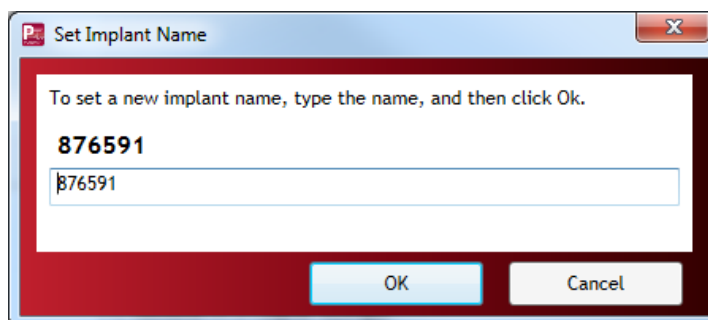 Set Implant Name
To set a new implant name, type the name, and then click Ok.
876591
876591
OK
Cancel